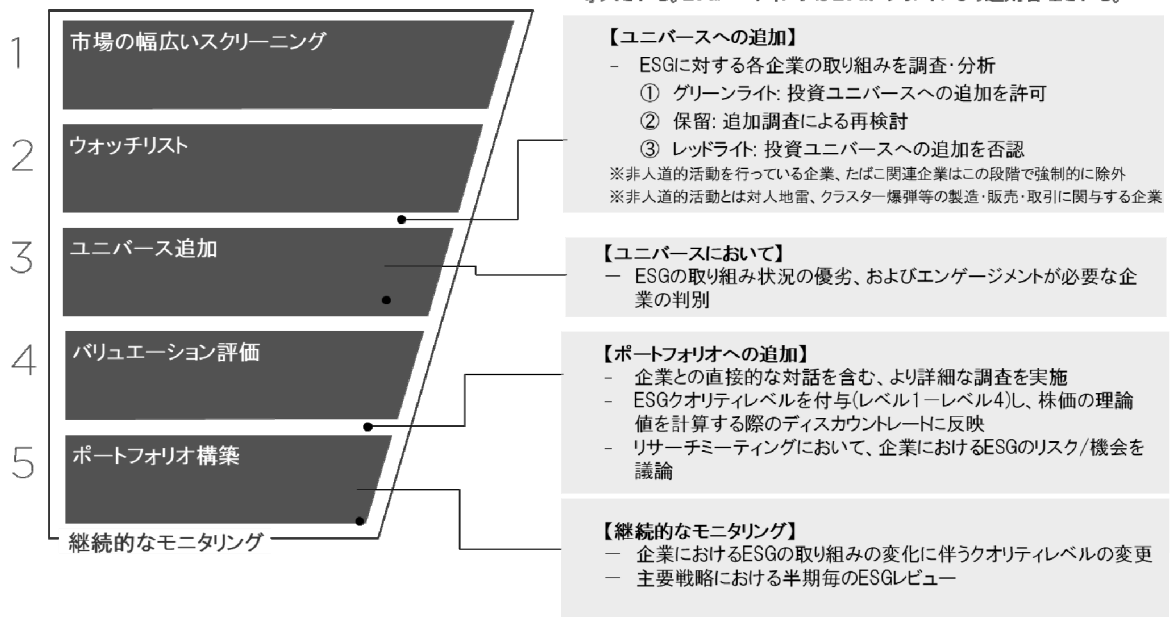 1
市場の幅広いスクリーニング
2
ウォッチリスト
3
ユニバース追加
4
バリュエーション評価
5
ポートフォリオ構築
継続的なモニタリング
【ユニバースへの追加】
- ESGに対する各企業の取り組みを調査・分析
① グリーンライト: 投資ユニバースへの追加を許可
② 保留: 追加調査による再検討
③ レッドライト: 投資ユニバースへの追加を否認
※非人道的活動を行っている企業、たばこ関連企業はこの段階で強制的に除外
※非人道的活動とは対人地雷、クラスター爆弾等の製造・販売・取引に関与する企業
【ユニバースにおいて】
― ESGの取り組み状況の優劣、およびエンゲージメントが必要な企
業の判別
【ポートフォリオへの追加】
- 企業との直接的な対話を含む、より詳細な調査を実施
- ESGクオリティレベルを付与(レベル1―レベル4)し、株価の理論
値を計算する際のディスカウントレートに反映
- リサーチミーティングにおいて、企業におけるESGのリスク/機会を
議論
【継続的なモニタリング】
― 企業におけるESGの取り組みの変化に伴うクオリティレベルの変更
― 主要戦略における半期毎のESGレビュー